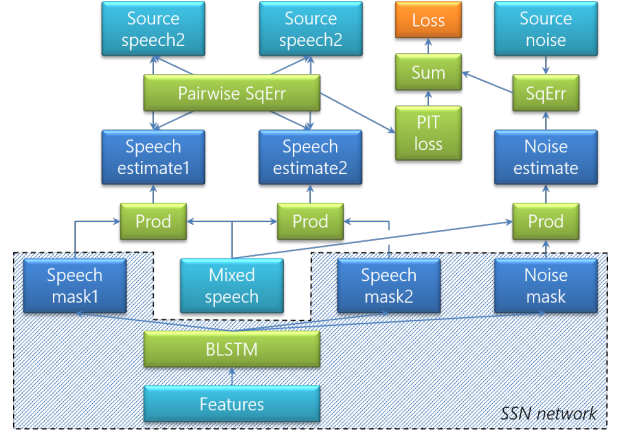 Source
speech2
Source
speech2
Loss
Source
noise
Sum
Pairwise SqErr
SqErr
PIT
loss
Speech
estimate1
Speech
estimate2
Noise
estimate
Prod
Prod
Prod
Speech
mask1
Mixed
speech
Speech
mask2
Noise
mask
BLSTM
Features
SSN network